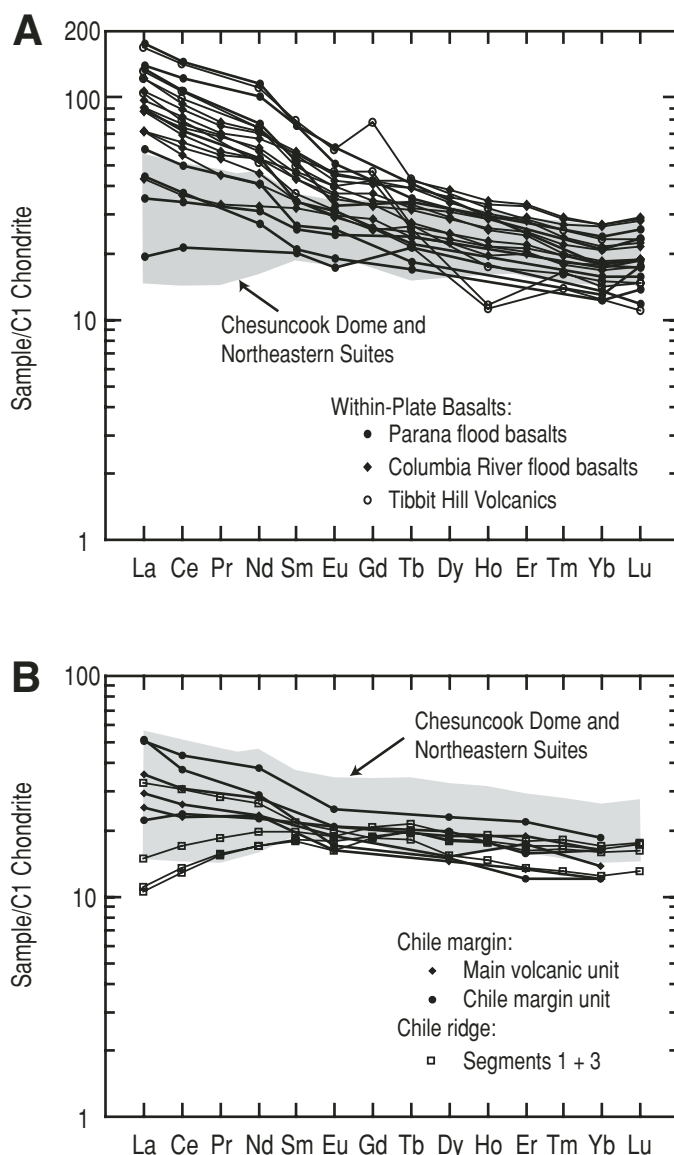 A
200
100
10
1
Sample/C1 Chondrite
Chesuncook Dome and
Northeastern Suites
Within-Plate Basalts:
Parana flood basalts
Columbia River flood basalts
Tibbit Hill Volcanics
La Ce Pr Nd Sm Eu Gd Tb Dy Ho Er Tm Yb Lu
B
100
10
1
Sample/C1 Chondrite
Chesuncook Dome and
Northeastern Suites
Chile margin:
Main volcanic unit
Chile margin unit
Chile ridge:
Segments 1 + 3
La Ce Pr Nd Sm Eu Gd Tb Dy Ho Er Tm Yb Lu